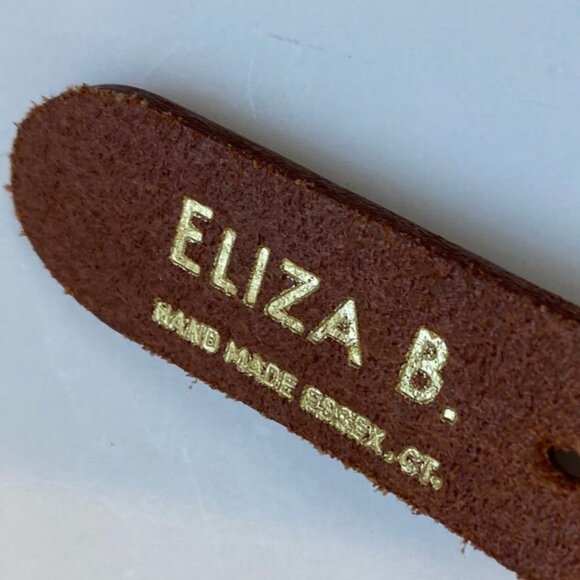 ELIZA B.
HAND MADE ESSEX, CT.